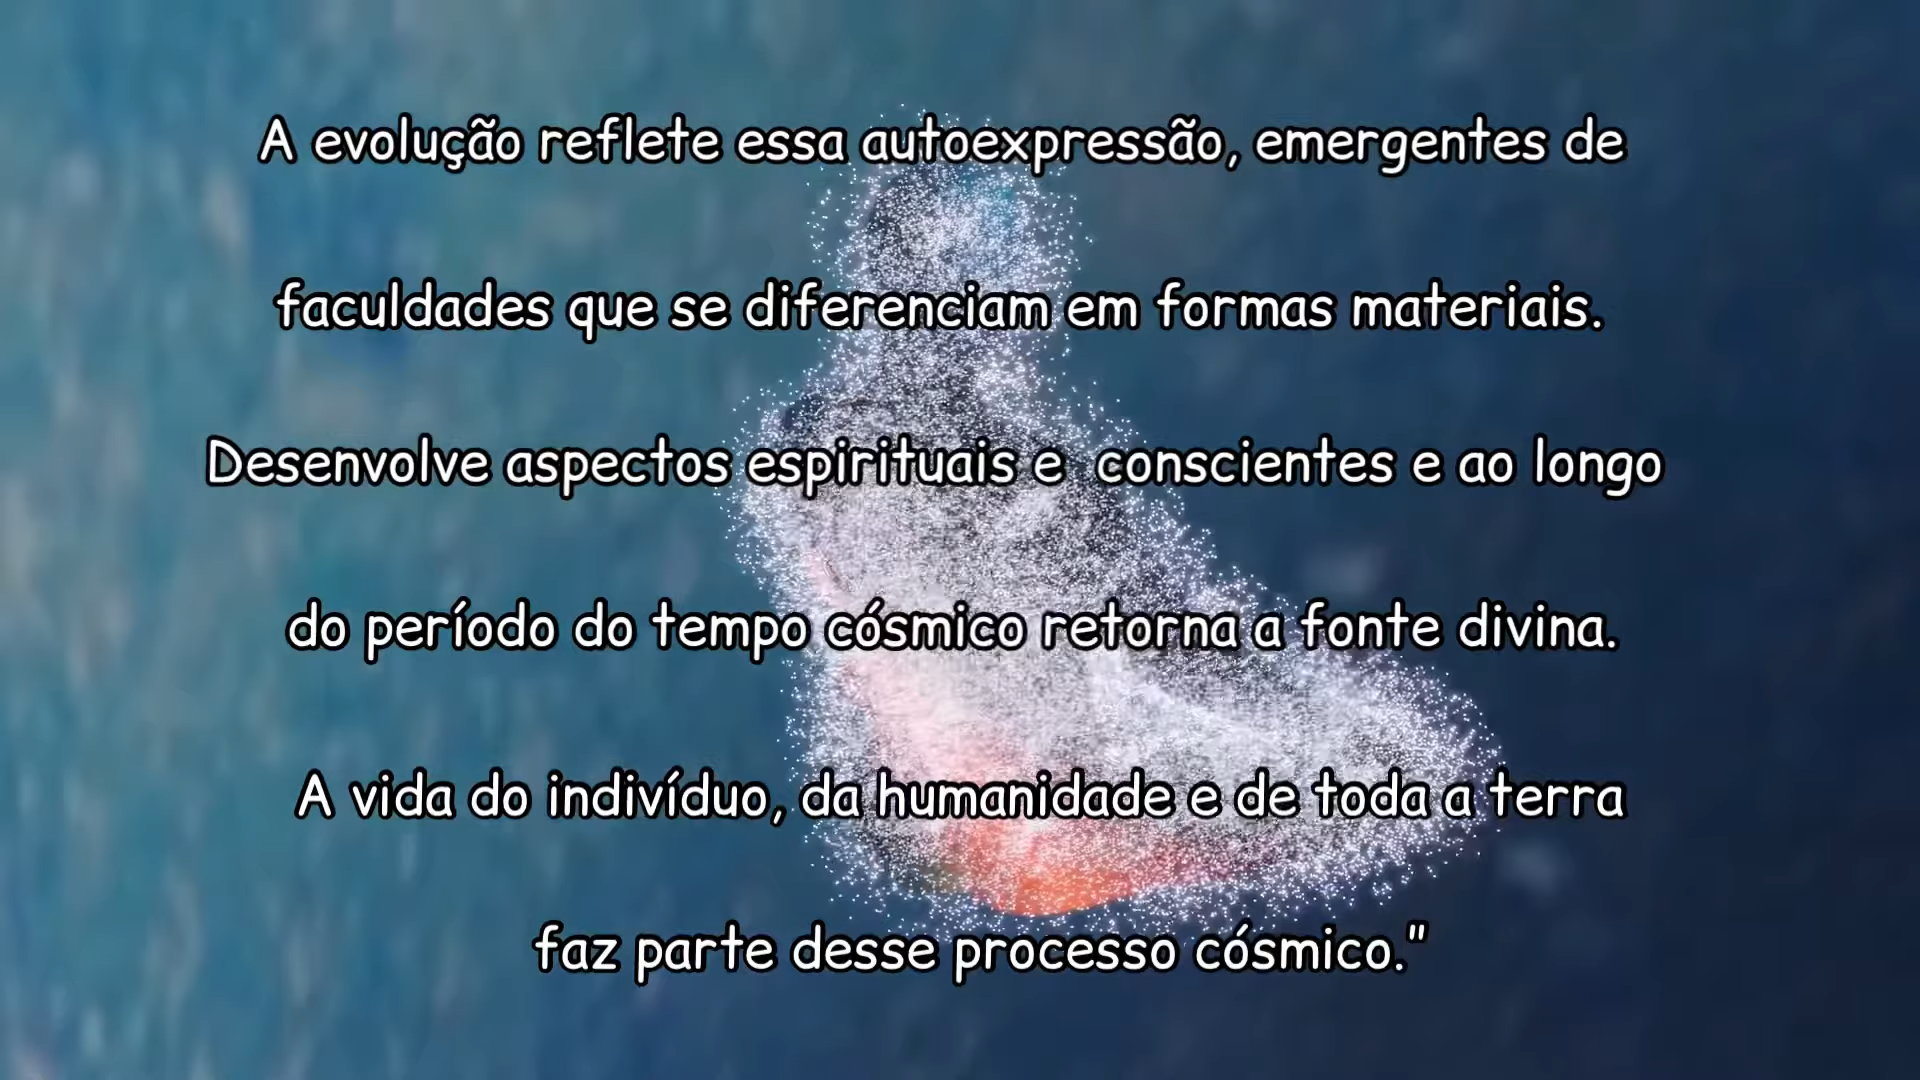 A evolução reflete essa autoexpressão, emergentes de
faculdades que se diferenciam em formas materiais.
Desenvolve aspectos espirituais e conscientes e ao longo
do período do tempo cósmico retorna a fonte divina.
A vida do indivíduo, da humanidade e de toda a terra
faz parte desse processo cósmico."